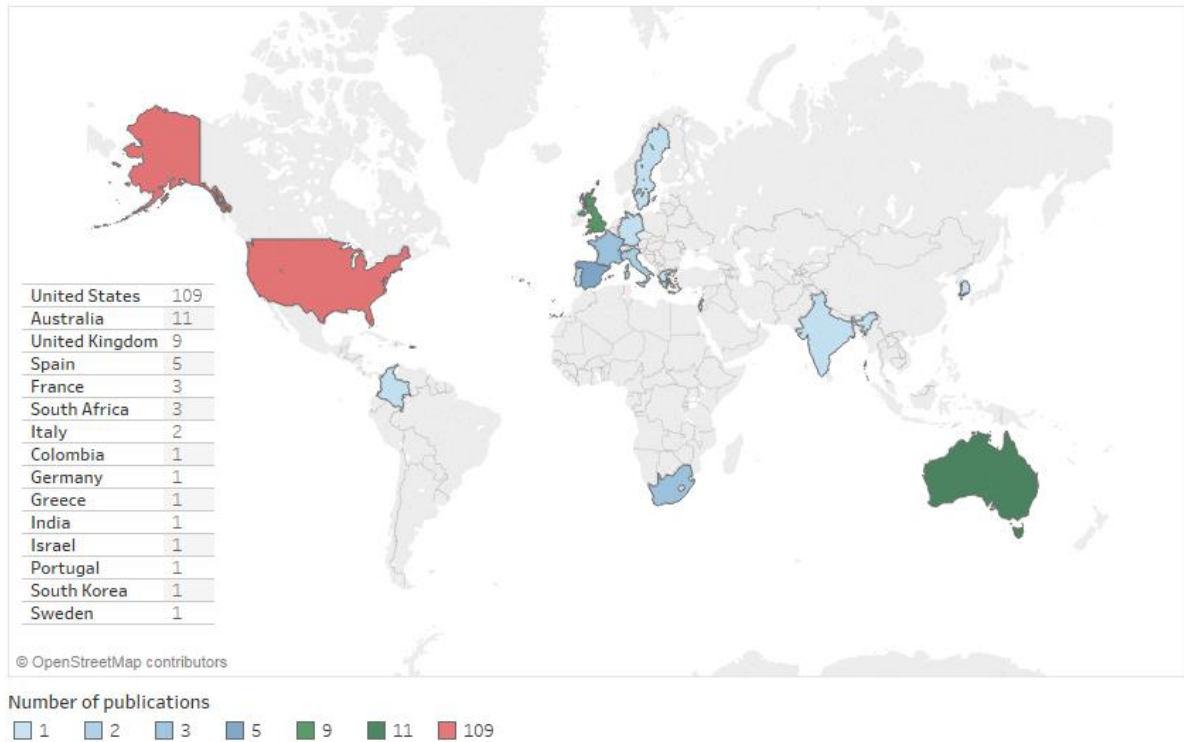 United States 109
Australia 11
United Kingdom 9
Spain 5
France 3
South Africa 3
Italy 2
Colombia 1
Germany 1
Greece 1
India 1
Israel 1
Portugal 1
South Korea 1
Sweden 1
© OpenStreetMap contributors
Number of publications
1 2 3 5 9 11 109